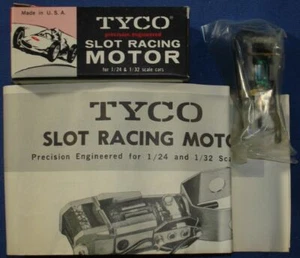 Made in U.S.A.
TYCO
precision engineered
SLOT RACING
MOTOR
for 1/24 & 1/32 scale cars
TYCO
SLOT RACING MOTO
Precision Engineered for 1/24 and 1/32 Sca